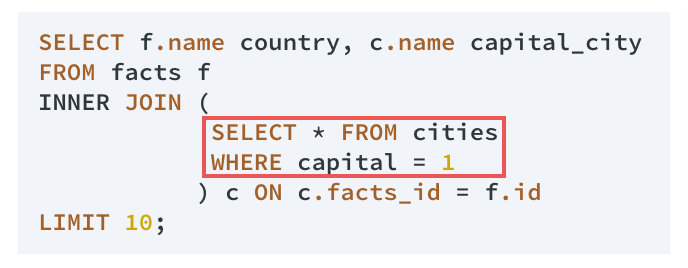 SELECT f.name country, c.name capital_city
FROM facts f
INNER JOIN (
SELECT * FROM cities
WHERE capital = 1
) c ON c.facts_id = f.id
LIMIT 10;